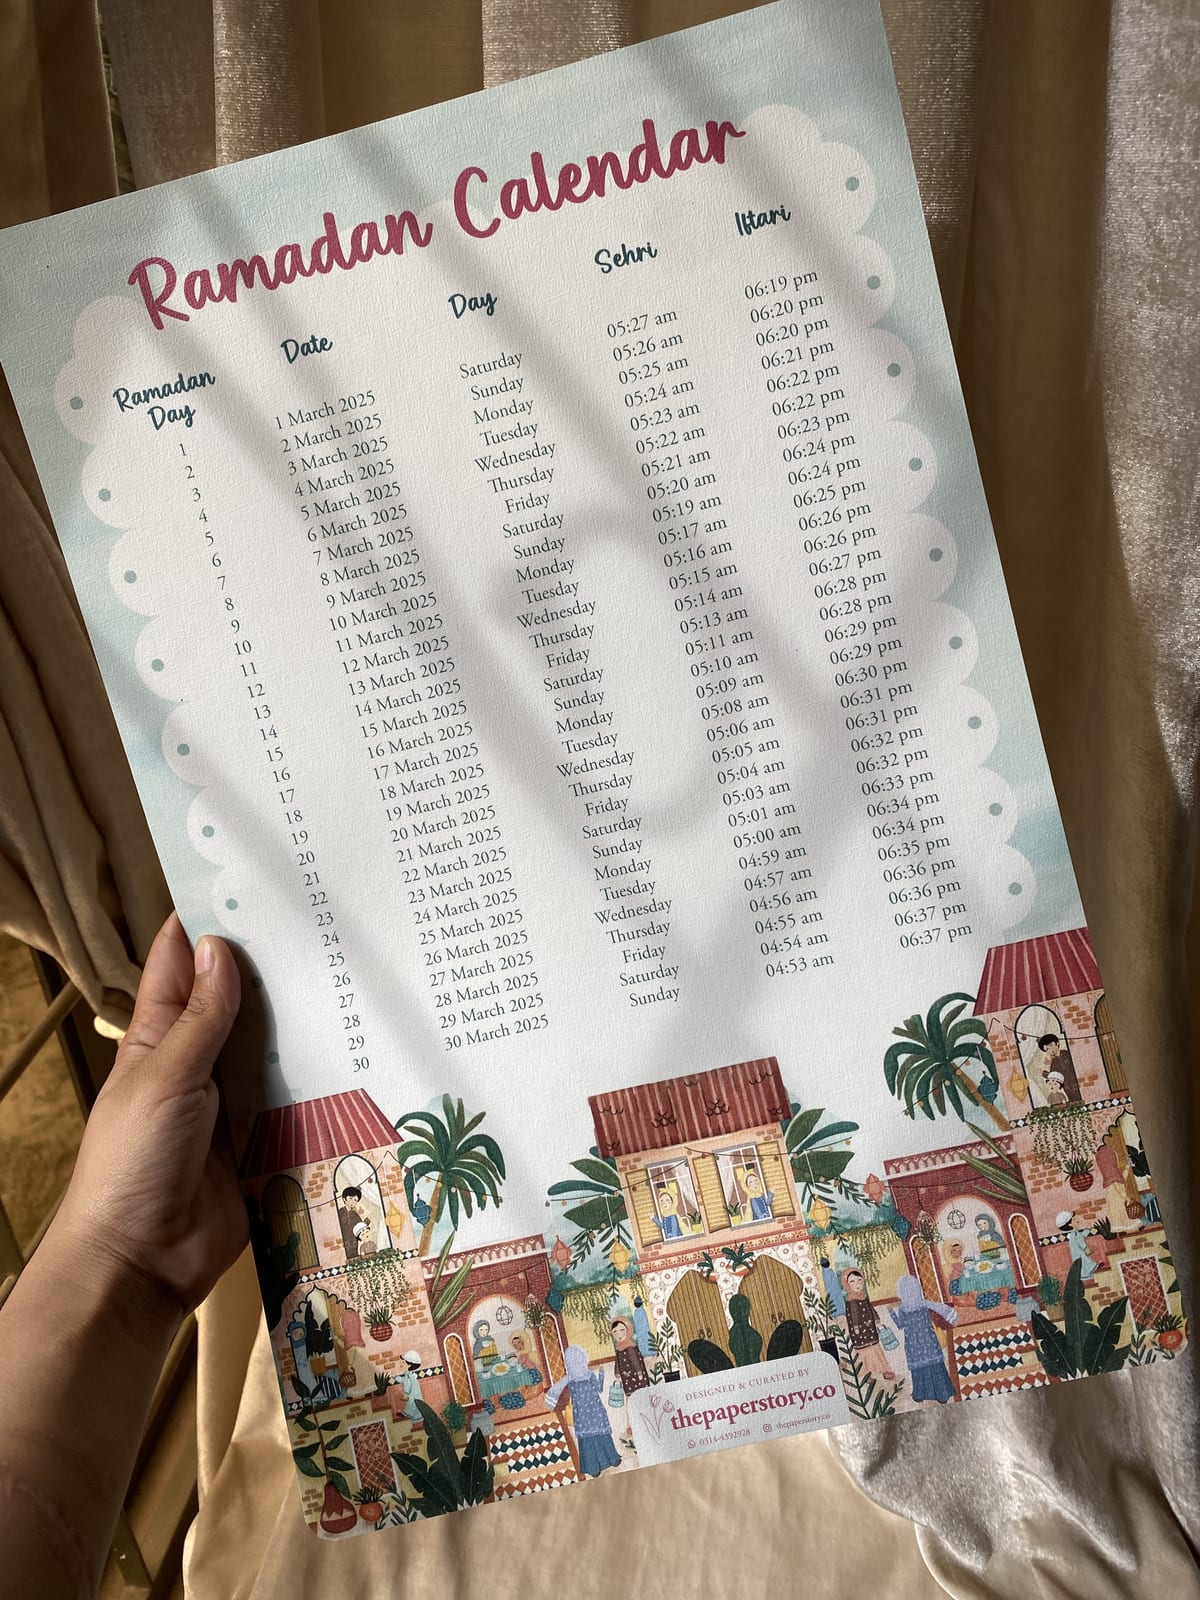 Ramadan Calendar
Ramadan Day Date Day Sehri Iftari
1 1 March 2025 Saturday 05:27 am 06:19 pm
2 2 March 2025 Sunday 05:26 am 06:20 pm
3 3 March 2025 Monday 05:25 am 06:20 pm
4 4 March 2025 Tuesday 05:24 am 06:21 pm
5 5 March 2025 Wednesday 05:23 am 06:22 pm
6 6 March 2025 Thursday 05:22 am 06:22 pm
7 7 March 2025 Friday 05:21 am 06:23 pm
8 8 March 2025 Saturday 05:20 am 06:24 pm
9 9 March 2025 Sunday 05:19 am 06:24 pm
10 10 March 2025 Monday 05:17 am 06:25 pm
11 11 March 2025 Tuesday 05:16 am 06:26 pm
12 12 March 2025 Wednesday 05:15 am 06:26 pm
13 13 March 2025 Thursday 05:14 am 06:27 pm
14 14 March 2025 Friday 05:13 am 06:28 pm
15 15 March 2025 Saturday 05:11 am 06:28 pm
16 16 March 2025 Sunday 05:10 am 06:29 pm
17 17 March 2025 Monday 05:09 am 06:29 pm
18 18 March 2025 Tuesday 05:08 am 06:30 pm
19 19 March 2025 Wednesday 05:06 am 06:31 pm
20 20 March 2025 Thursday 05:05 am 06:31 pm
21 21 March 2025 Friday 05:04 am 06:32 pm
22 22 March 2025 Saturday 05:03 am 06:32 pm
23 23 March 2025 Sunday 05:01 am 06:33 pm
24 24 March 2025 Monday 05:00 am 06:34 pm
25 25 March 2025 Tuesday 04:59 am 06:34 pm
26 26 March 2025 Wednesday 04:57 am 06:35 pm
27 27 March 2025 Thursday 04:56 am 06:36 pm
28 28 March 2025 Friday 04:55 am 06:36 pm
29 29 March 2025 Saturday 04:54 am 06:37 pm
30 30 March 2025 Sunday 04:53 am 06:37 pm
DESIGNED & CURATED BY
thepaperstory.co
0314-4392928 thepaperstory.co